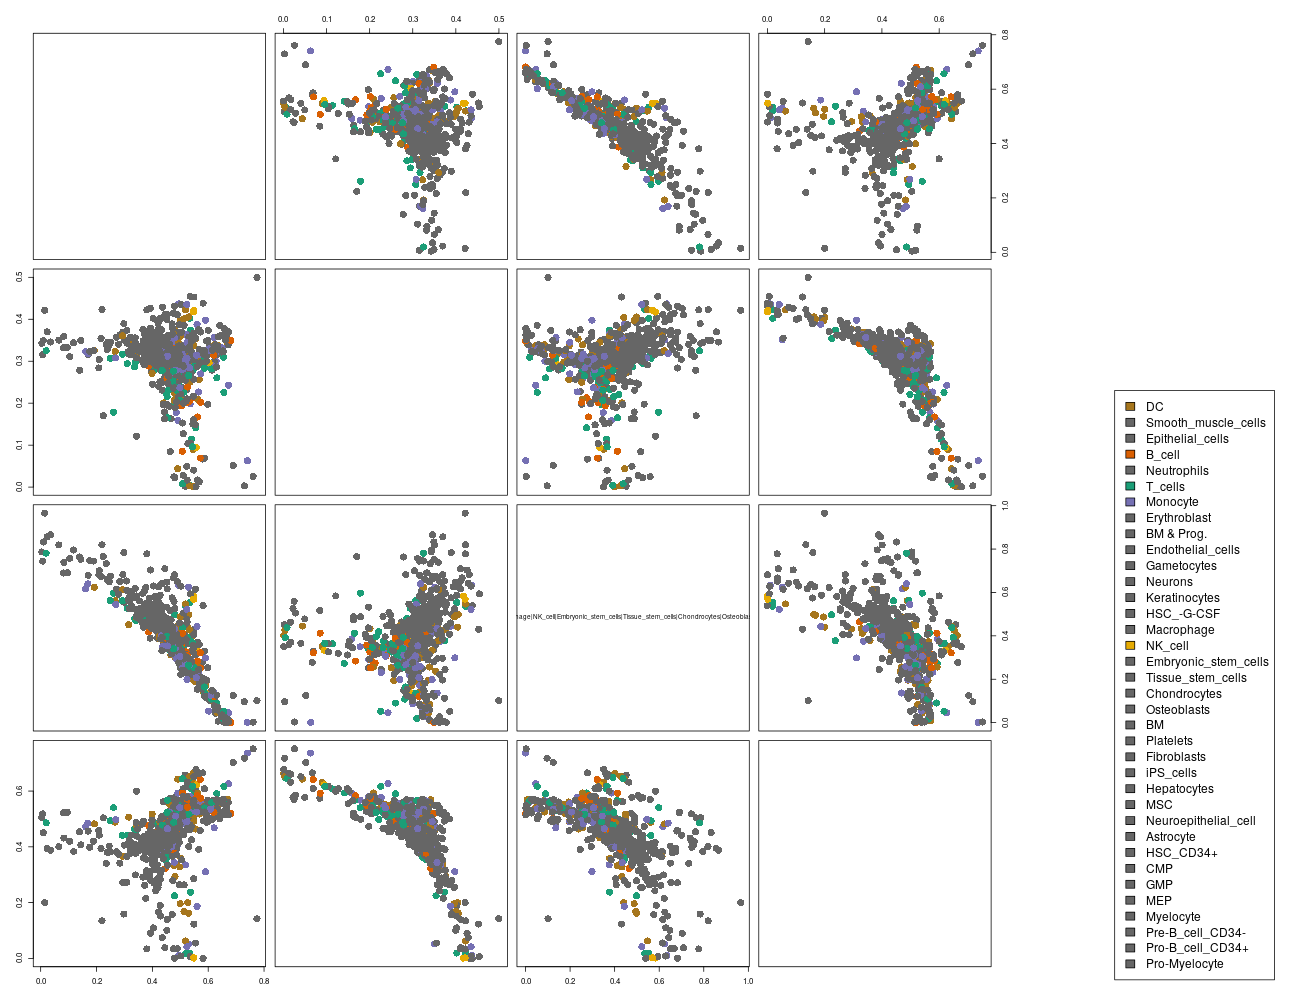 0.0 0.1 0.2 0.3 0.4 0.5 0.0 0.2 0.4 0.6
0.0 0.2 0.4 0.6 0.8
0.0 0.1 0.2 0.3 0.4 0.5
|NK_cell|Embryonic_stem_cells|Tissue_stem_cells|Chondrocytes|
0.0 0.2 0.4 0.6 0.8 1.0
0.0 0.2 0.4 0.6
0.0 0.2 0.4 0.6 0.8 0.0 0.2 0.4 0.6 0.8 1.0
DC
Smooth_muscle_cells
Epithelial_cells
B_cell
Neutrophils
T_cells
Monocyte
Erythroblast
BM & Prog.
Endothelial_cells
Gametocytes
Neurons
Keratinocytes
HSC_-G-CSF
Macrophage
NK_cell
Embryonic_stem_cells
Tissue_stem_cells
Chondrocytes
Osteoblasts
BM
Platelets
Fibroblasts
iPS_cells
Hepatocytes
MSC
Neuroepithelial_cell
Astrocyte
HSC_CD34+
CMP
GMP
MEP
Myelocyte
Pre-B_cell_CD34-
Pro-B_cell_CD34+
Pro-Myelocyte